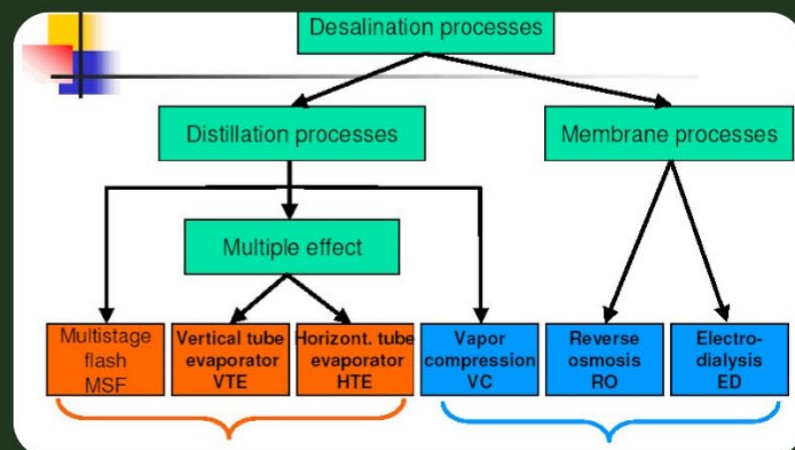 Desalination processes
Distillation processes
Membrane processes
Multiple effect
Multistage
flash
MSF
Vertical tube
evaporator
VTE
Horizont. tube
evaporator
HTE
Vapor
compression
VC
Reverse
osmosis
RO
Electro-
dialysis
ED